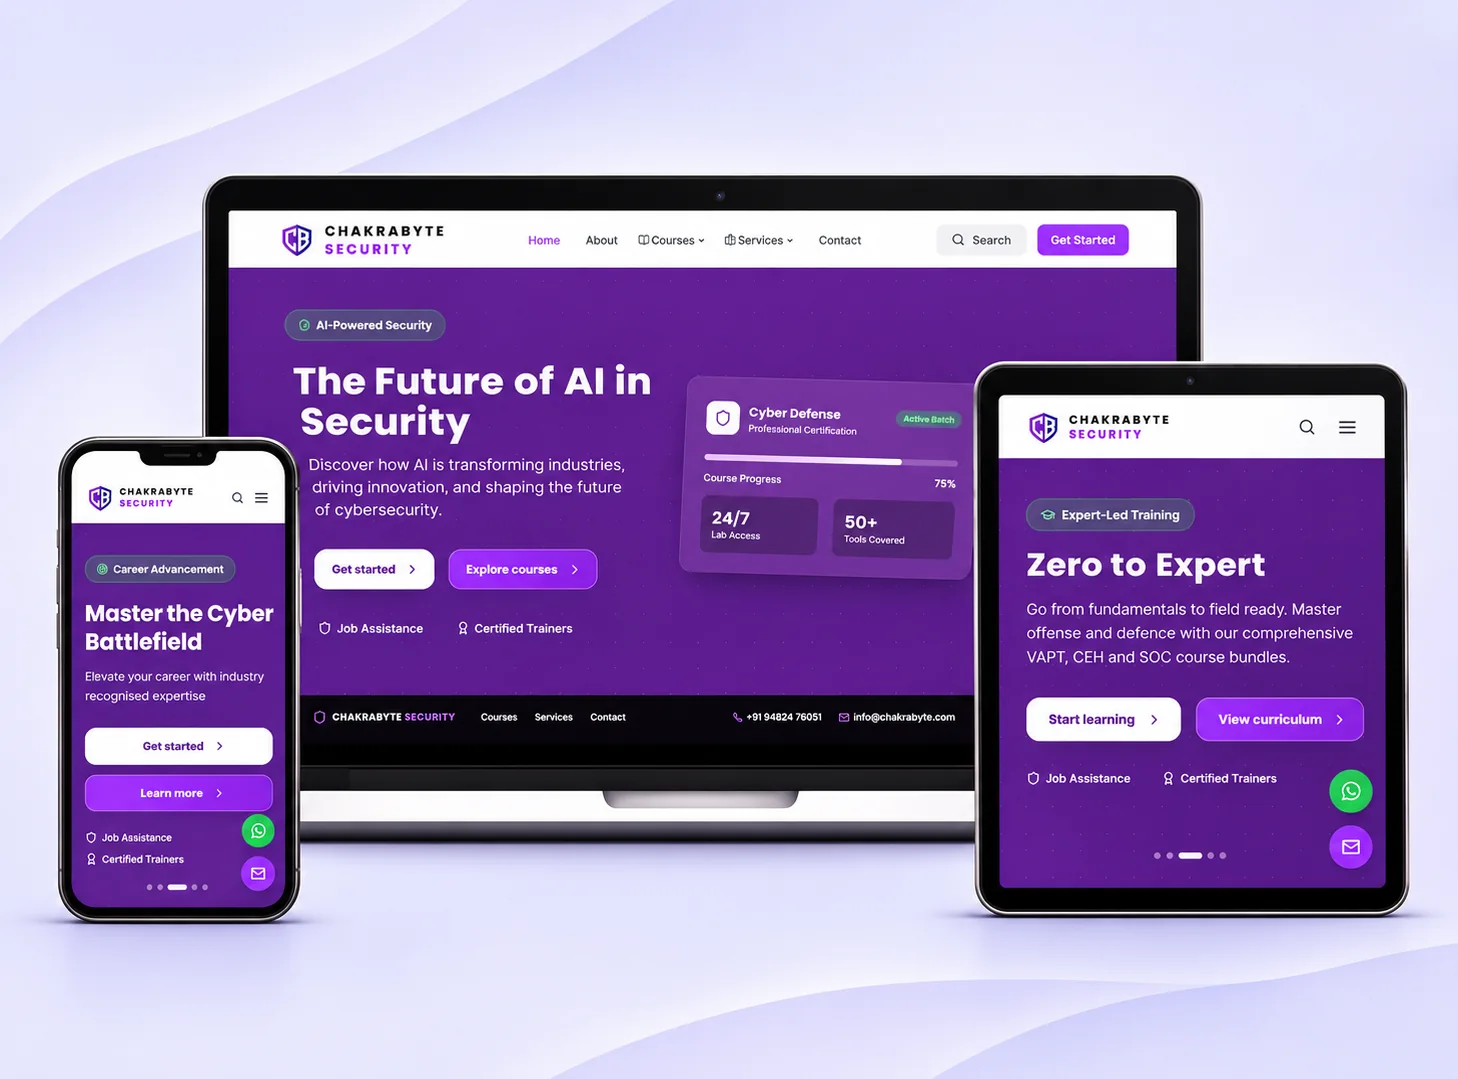 CHAKRABYTE
SECURITY
Home
About
Courses
Services
Contact
Search
Get Started
AI-Powered Security
The Future of AI in
Security
Discover how AI is transforming industries,
driving innovation, and shaping the future
of cybersecurity.
Get started
Explore courses
Job Assistance
Certified Trainers
Cyber Defense
Professional Certification
Active Batch
Course Progress
75%
24/7
Lab Access
50+
Tools Covered
CHAKRABYTE SECURITY
Courses
Services
Contact
+91 94824 76051
info@chakrabyte.com
CHAKRABYTE
SECURITY
Career Advancement
Master the Cyber
Battlefield
Elevate your career with industry
recognised expertise
Get started
Learn more
Job Assistance
Certified Trainers
CHAKRABYTE
SECURITY
Expert-Led Training
Zero to Expert
Go from fundamentals to field ready. Master
offense and defence with our comprehensive
VAPT, CEH and SOC course bundles.
Start learning
View curriculum
Job Assistance
Certified Trainers